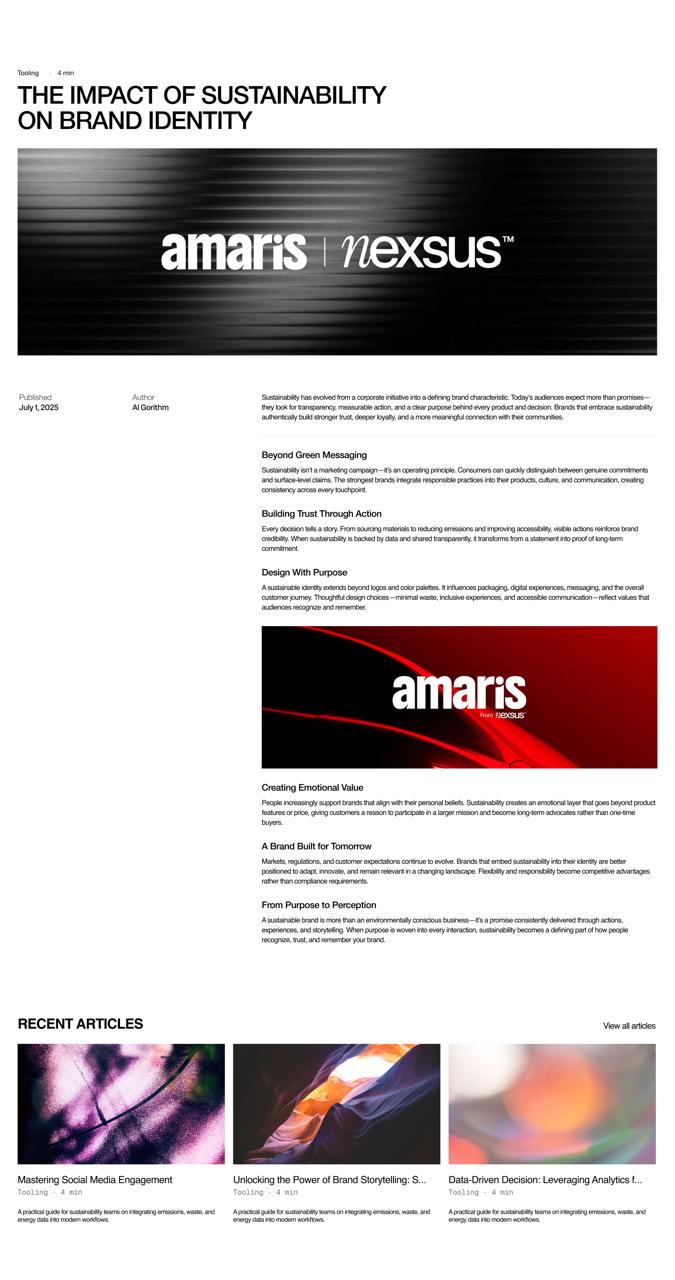 Tooling · 4 min
THE IMPACT OF SUSTAINABILITY
ON BRAND IDENTITY
amaris | nexsus™
Published
July 1, 2025
Author
Al Gorithm
Sustainability has evolved from a corporate initiative into a defining brand characteristic. Today's audiences expect more than promises—
they look for transparency, measurable action, and a clear purpose behind every product and decision. Brands that embrace sustainability
authentically build stronger trust, deeper loyalty, and a more meaningful connection with their communities.
Beyond Green Messaging
Sustainability isn't a marketing campaign—it's an operating principle. Consumers can quickly distinguish between genuine commitments
and surface-level claims. The strongest brands integrate responsible practices into their products, culture, and communication, creating
consistency across every touchpoint.
Building Trust Through Action
Every decision tells a story. From sourcing materials to reducing emissions and improving accessibility, visible actions reinforce brand
credibility. When sustainability is backed by data and shared transparently, it transforms from a statement into proof of long-term
commitment.
Design With Purpose
A sustainable identity extends beyond logos and color palettes. It influences packaging, digital experiences, messaging, and the overall
customer journey. Thoughtful design choices—minimal waste, inclusive experiences, and accessible communication—reflect values that
audiences recognize and remember.
amaris
From nexsus™
Creating Emotional Value
People increasingly support brands that align with their personal beliefs. Sustainability creates an emotional layer that goes beyond product
features or price, giving customers a reason to participate in a larger mission and become long-term advocates rather than one-time
buyers.
A Brand Built for Tomorrow
Markets, regulations, and customer expectations continue to evolve. Brands that embed sustainability into their identity are better
positioned to adapt, innovate, and remain relevant in a changing landscape. Flexibility and responsibility become competitive advantages
rather than compliance requirements.
From Purpose to Perception
A sustainable brand is more than an environmentally conscious business—it's a promise consistently delivered through actions,
experiences, and storytelling. When purpose is woven into every interaction, sustainability becomes a defining part of how people
recognize, trust, and remember your brand.
RECENT ARTICLES
View all articles
Mastering Social Media Engagement
Tooling · 4 min
A practical guide for sustainability teams on integrating emissions, waste, and
energy data into modern workflows.
Unlocking the Power of Brand Storytelling: S...
Tooling · 4 min
A practical guide for sustainability teams on integrating emissions, waste, and
energy data into modern workflows.
Data-Driven Decision: Leveraging Analytics f...
Tooling · 4 min
A practical guide for sustainability teams on integrating emissions, waste, and
energy data into modern workflows.